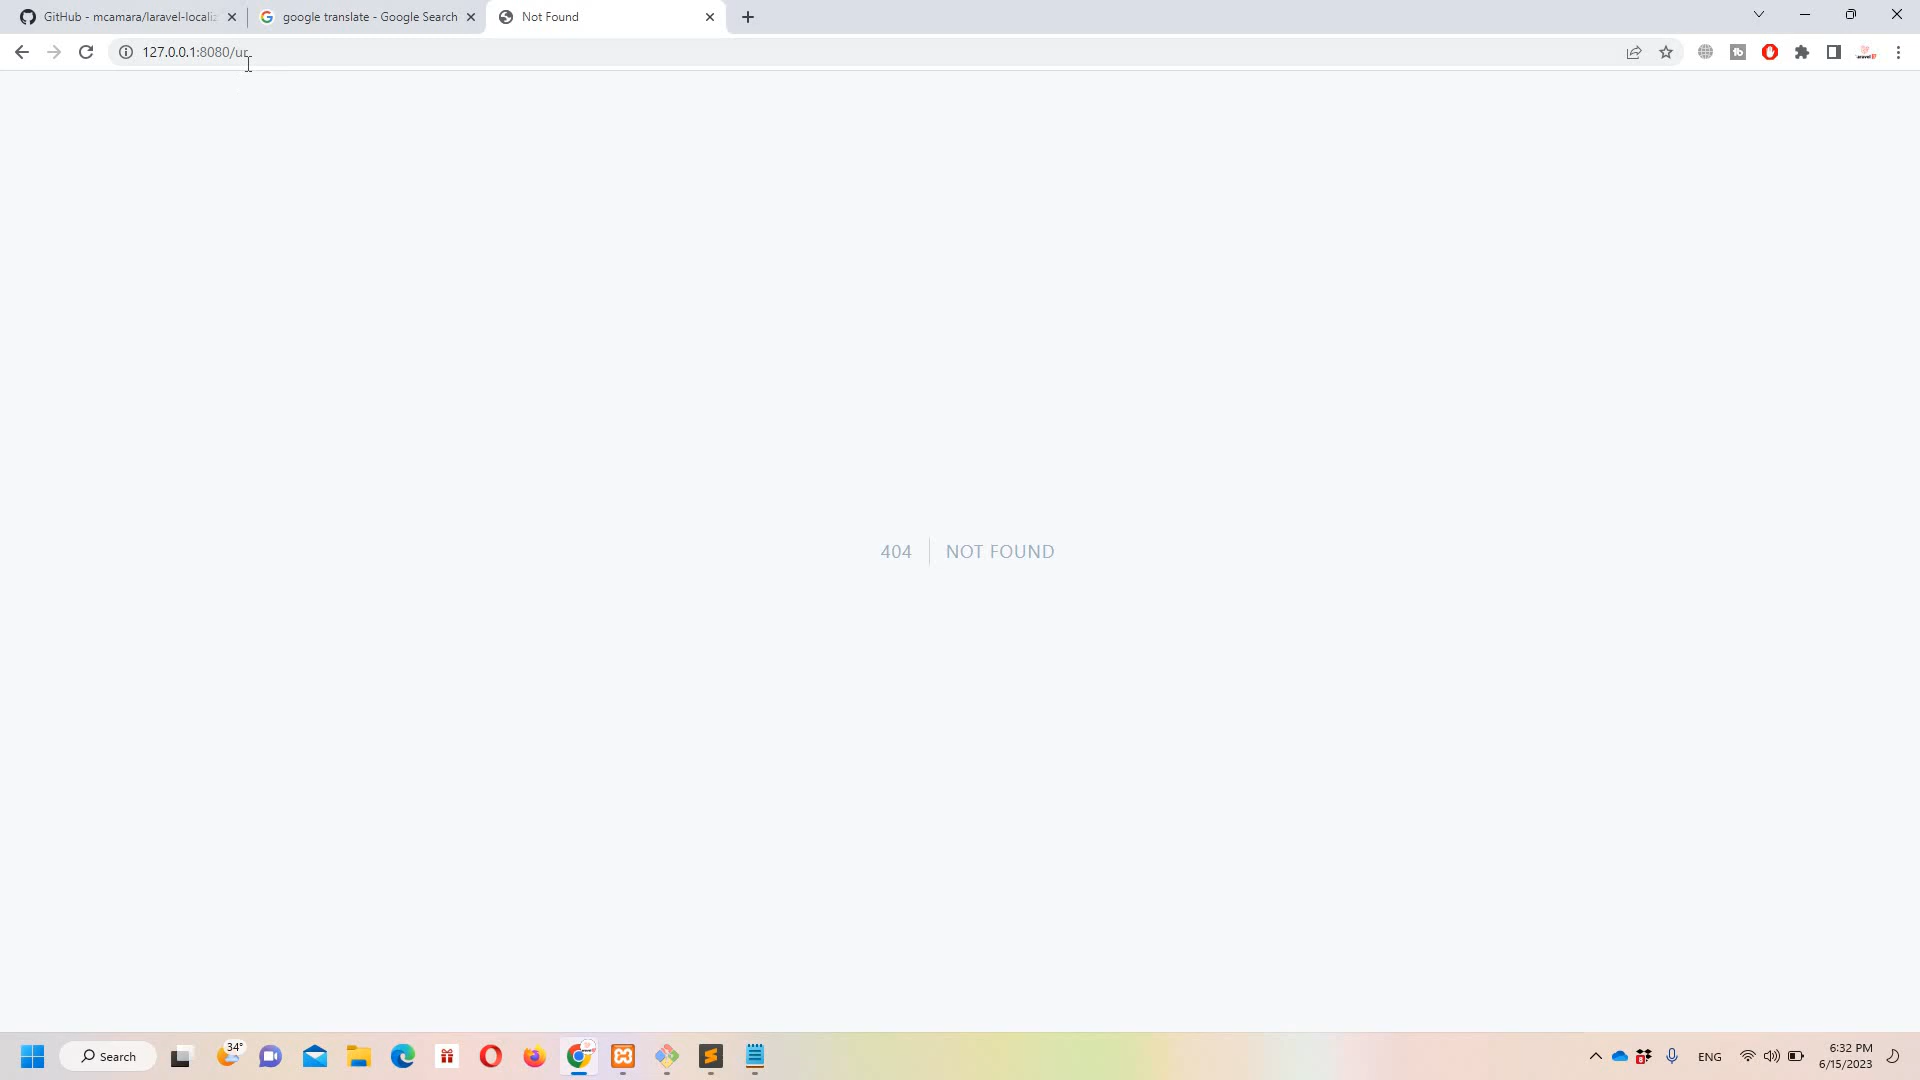 GitHub - mcamara/laravel-localiz
google translate - Google Search
Not Found
127.0.0.1:8080/ur
404
NOT FOUND
34°
Search
ENG
6:32 PM
6/15/2023